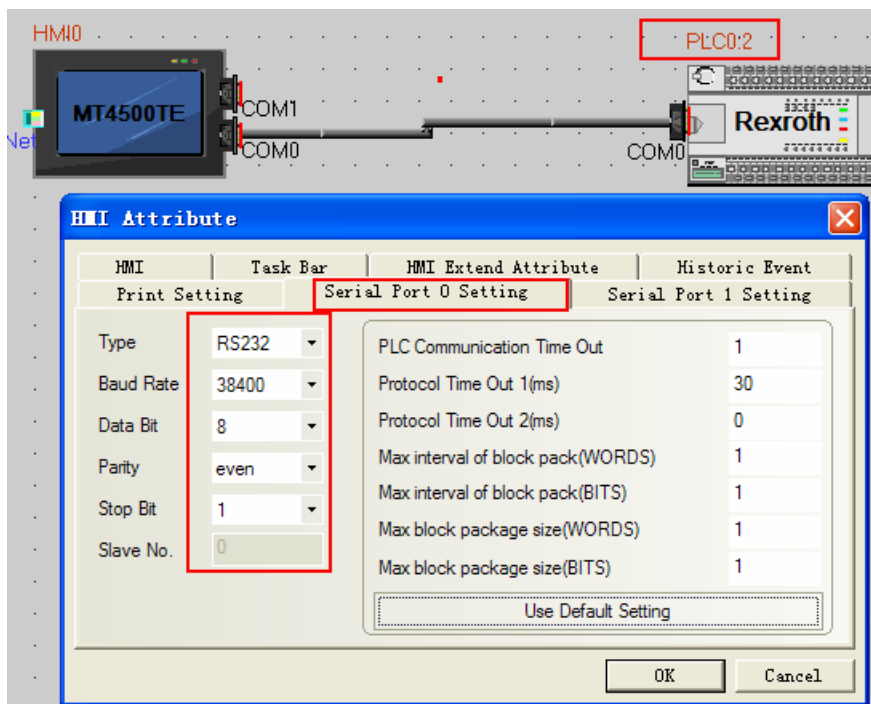 HMI0
PLC0:2
MT4500TE
COM1
Rexroth
Net
COM0
COM0
HMI Attribute
HMI Task Bar HMI Extend Attribute Historic Event
Print Setting Serial Port 0 Setting Serial Port 1 Setting
Type RS232
Baud Rate 38400
Data Bit 8
Parity even
Stop Bit 1
Slave No. 0
PLC Communication Time Out 1
Protocol Time Out 1(ms) 30
Protocol Time Out 2(ms) 0
Max interval of block pack(WORDS) 1
Max interval of block pack(BITS) 1
Max block package size(WORDS) 1
Max block package size(BITS) 1
Use Default Setting
OK Cancel